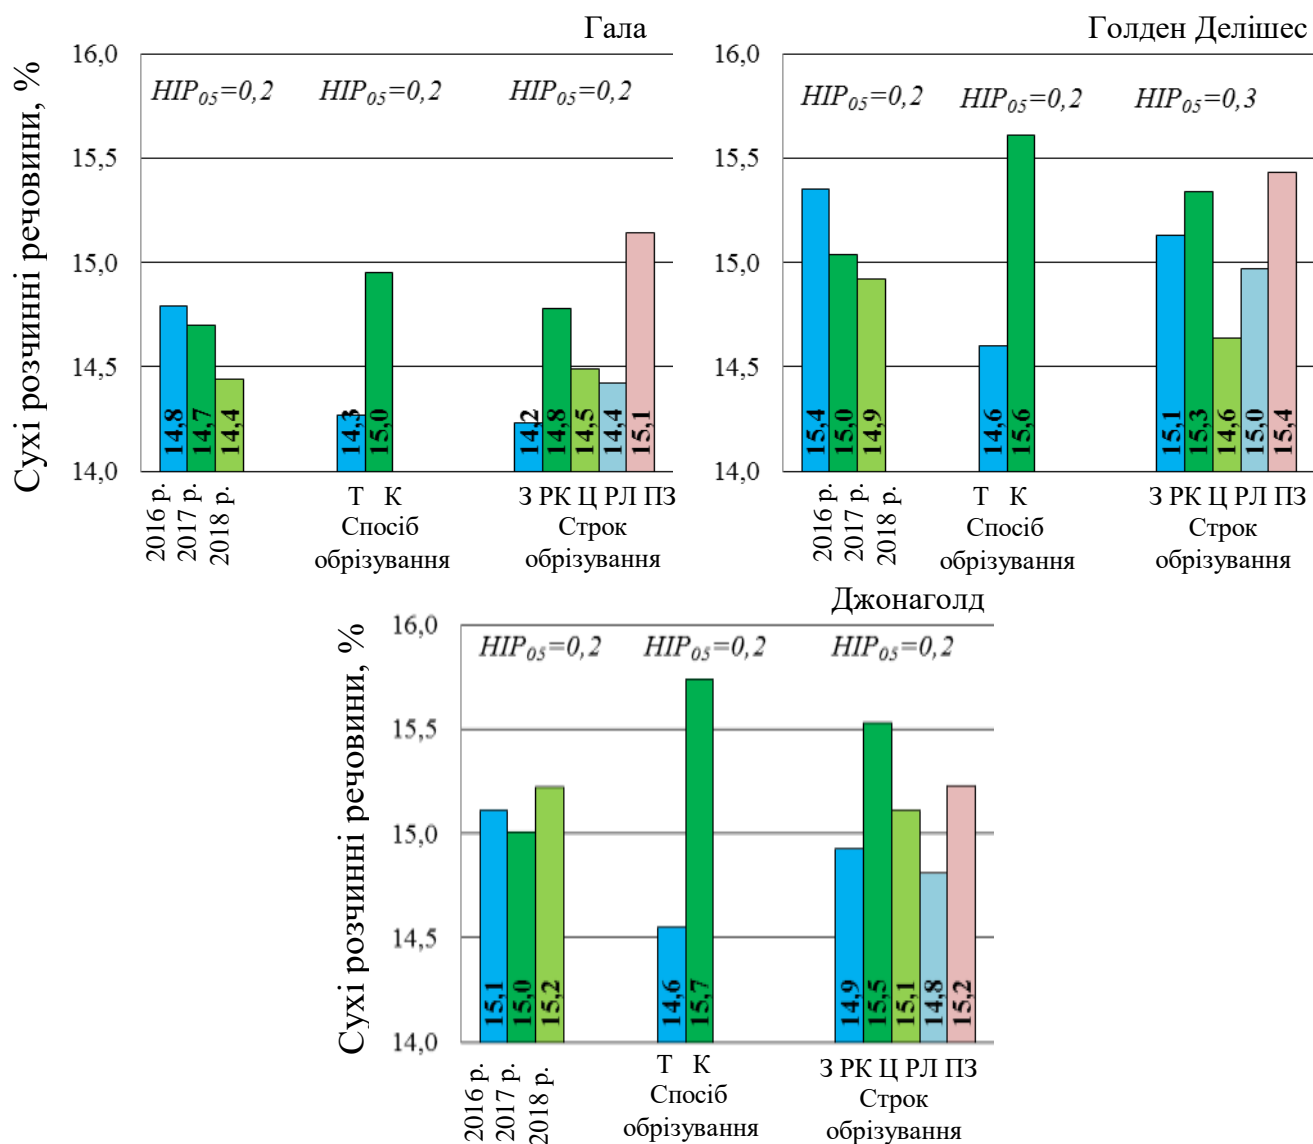 Гала
Сухі розчинні речовини, %
16,0
15,5
15,0
14,5
14,0
НІР05=0,2
НІР05=0,2
НІР05=0,2
14,8
14,7
14,4
14,3
15,0
14,2
14,8
14,5
14,4
15,1
2016 р.
2017 р.
2018 р.
Т К
Спосіб
обрізування
З РК Ц РЛ ПЗ
Строк
обрізування
Голден Делішес
16,0
15,5
15,0
14,5
14,0
НІР05=0,2
НІР05=0,2
НІР05=0,3
15,4
15,0
14,9
14,6
15,6
15,1
15,3
14,6
15,0
15,4
2016 р.
2017 р.
2018 р.
Т К
Спосіб
обрізування
З РК Ц РЛ ПЗ
Строк
обрізування
Джонаголд
Сухі розчинні речовини, %
16,0
15,5
15,0
14,5
14,0
НІР05=0,2
НІР05=0,2
НІР05=0,2
15,1
15,0
15,2
14,6
15,7
14,9
15,5
15,1
14,8
15,2
2016 р.
2017 р.
2018 р.
Т К
Спосіб
обрізування
З РК Ц РЛ ПЗ
Строк
обрізування